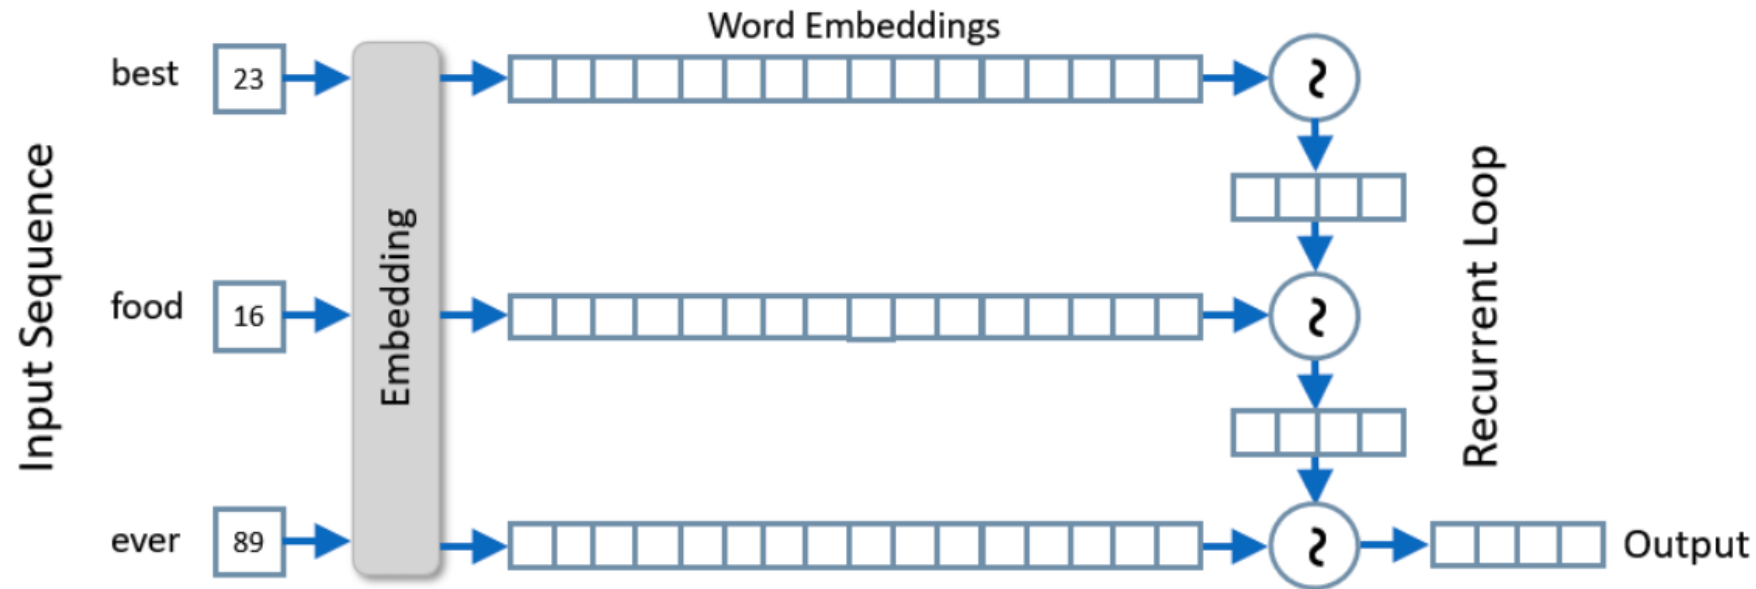 Word Embeddings
best
23
food
16
ever
89
Input Sequence
Embedding
Recurrent Loop
Output